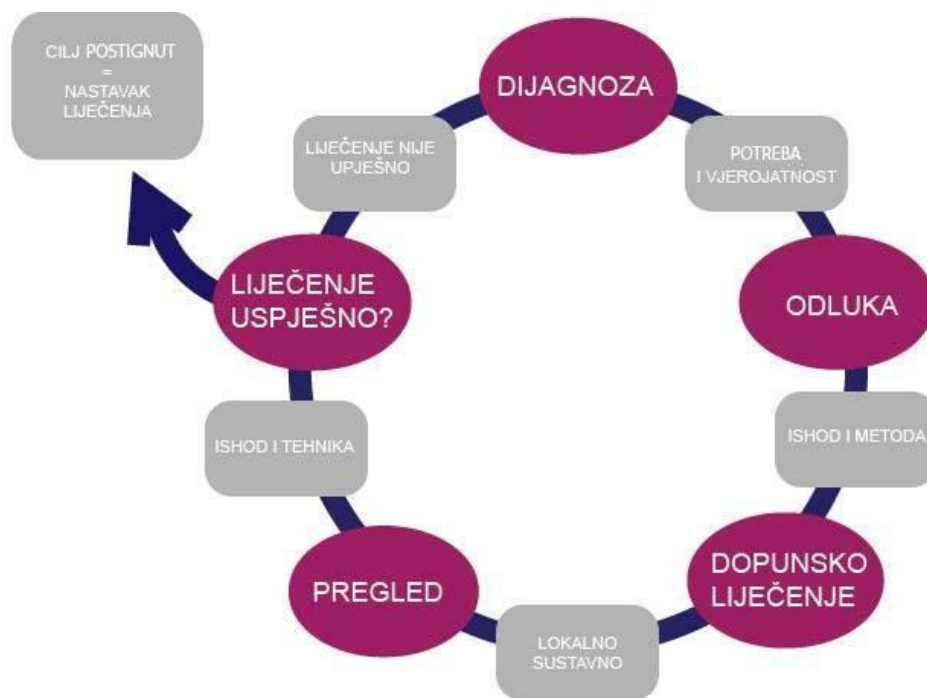 CILJ POSTIGNUT
=
NASTAVAK
LIJEČENJA
DIJAGNOZA
LIJEČENJE NIJE
UPJEŠNO
POTREBA
I VJEROJATNOST
LIJEČENJE
USPJEŠNO?
ODLUKA
ISHOD I TEHNIKA
ISHOD I METODA
PREGLED
DOPUNSKO
LIJEČENJE
LOKALNO
SUSTAVNO